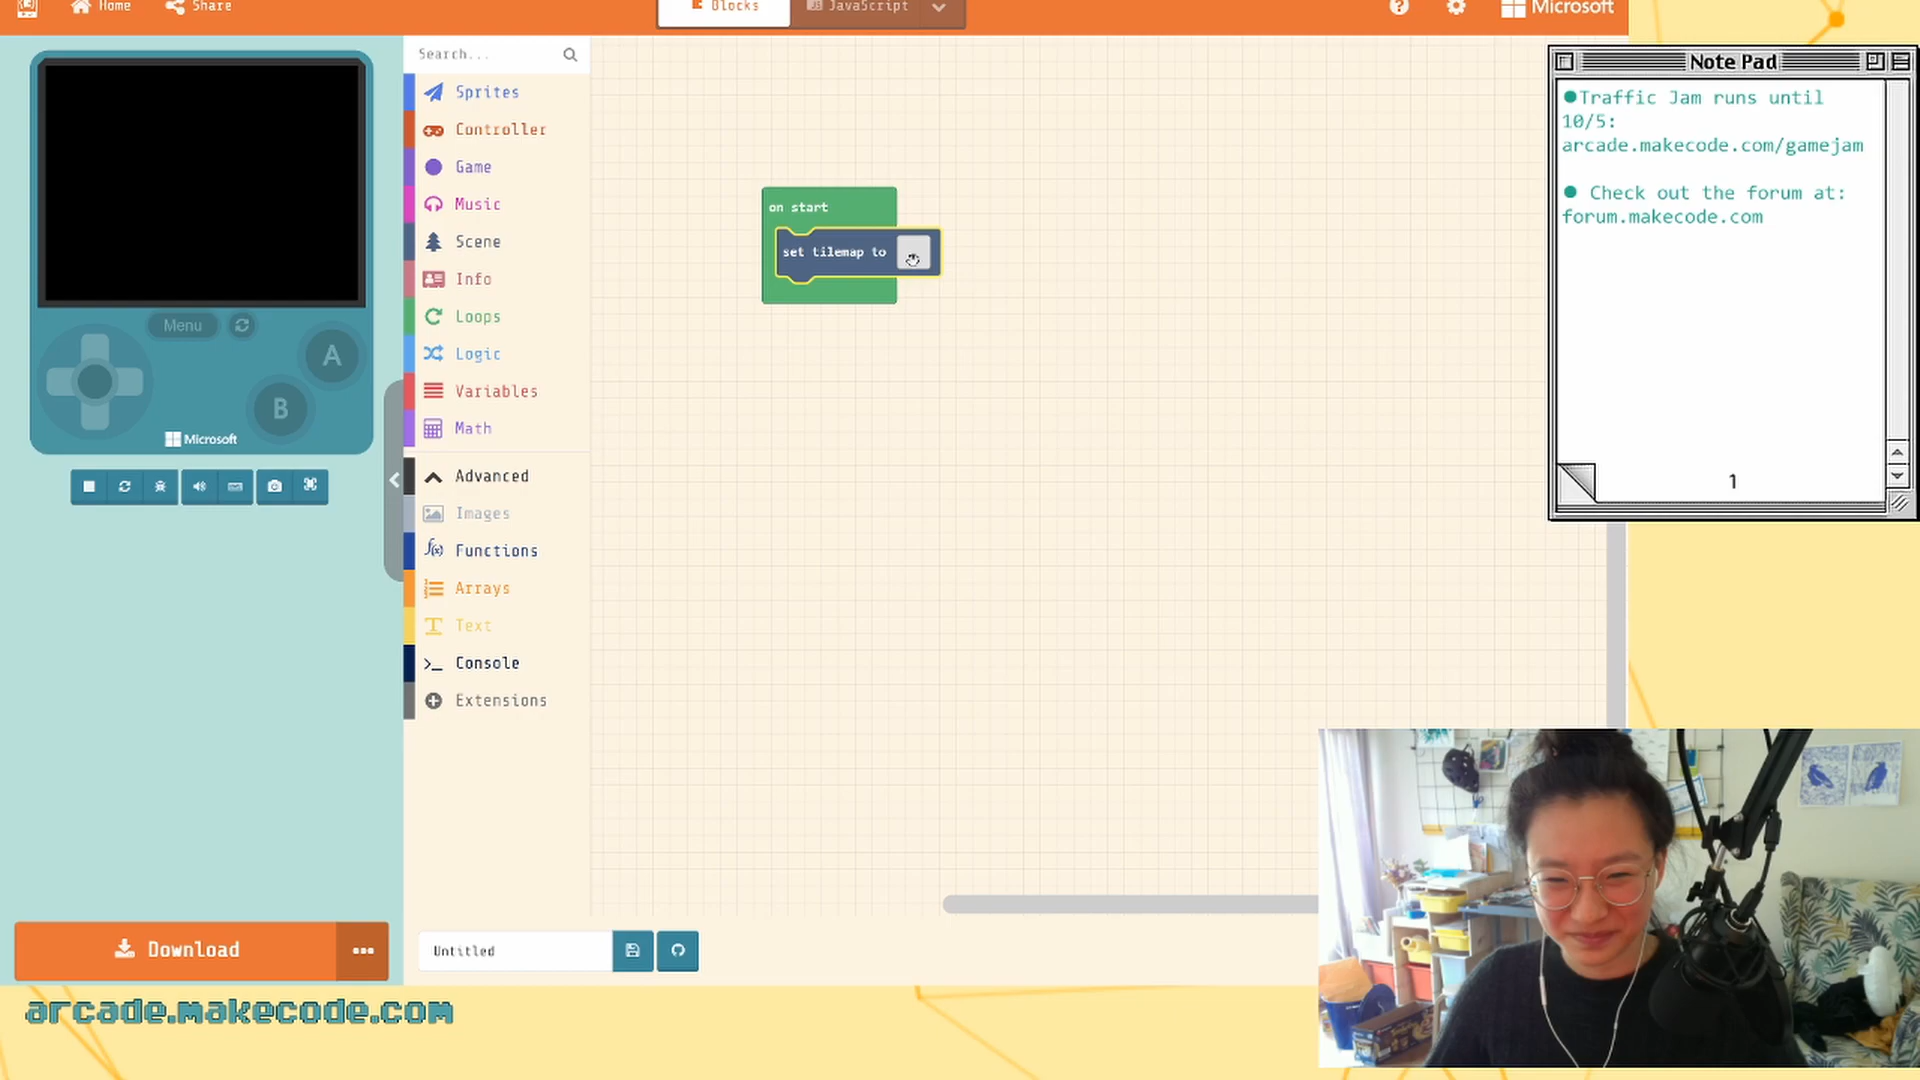 Home
Share
Blocks
JavaScript
Microsoft
Search...
Sprites
Controller
Game
Music
Scene
Info
Loops
Logic
Variables
Math
Advanced
Images
Functions
Arrays
Text
Console
Extensions
on start
set tilemap to
Menu
A
B
Microsoft
Download
Untitled
arcade.makecode.com
Note Pad
Traffic Jam runs until
10/5:
arcade.makecode.com/gamejam
Check out the forum at:
forum.makecode.com
1